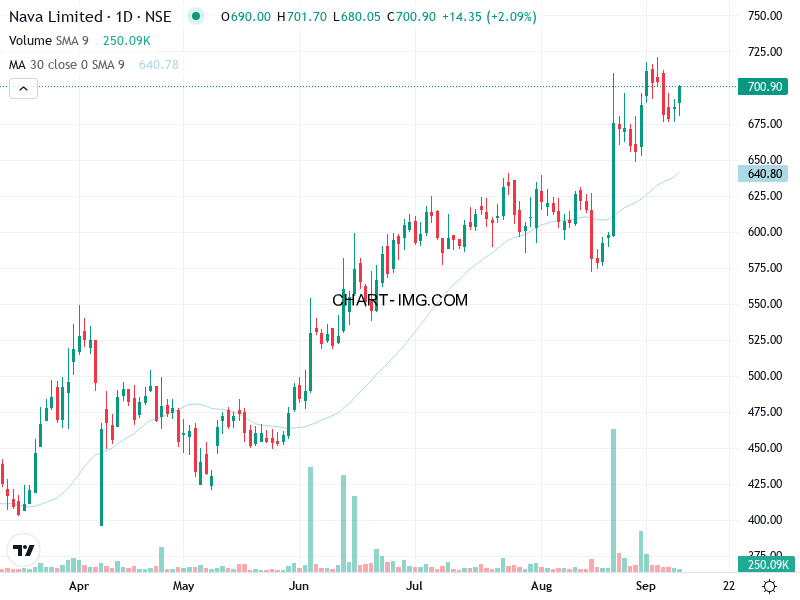 Nava Limited · 1D · NSE O690.00 H701.70 L680.05 C700.90 +14.35 (+2.09%)
Volume SMA 9 250.09K
MA 30 close 0 SMA 9 640.78
750.00
725.00
700.90
675.00
650.00
640.80
625.00
600.00
575.00
550.00
525.00
500.00
475.00
450.00
425.00
400.00
375.00
250.09K
CHART-IMG.COM
Apr May Jun Jul Aug Sep 22